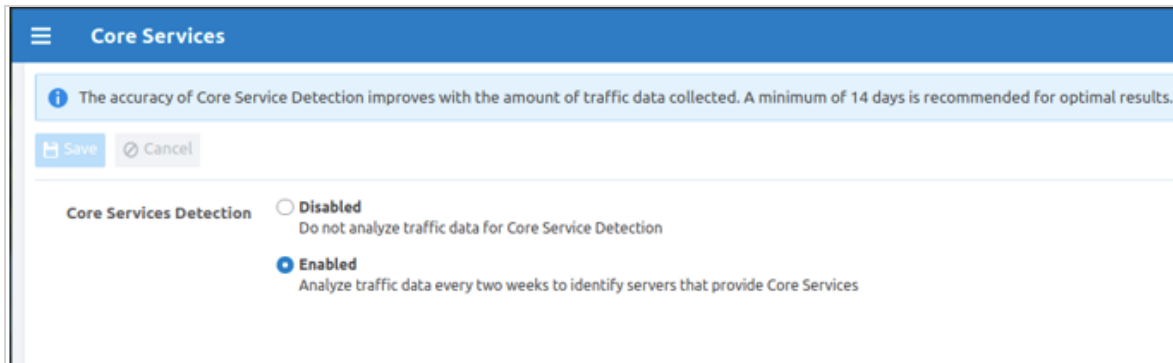 Core Services
The accuracy of Core Service Detection improves with the amount of traffic data collected. A minimum of 14 days is recommended for optimal results.
Save Cancel
Core Services Detection Disabled
Do not analyze traffic data for Core Service Detection
Enabled
Analyze traffic data every two weeks to identify servers that provide Core Services